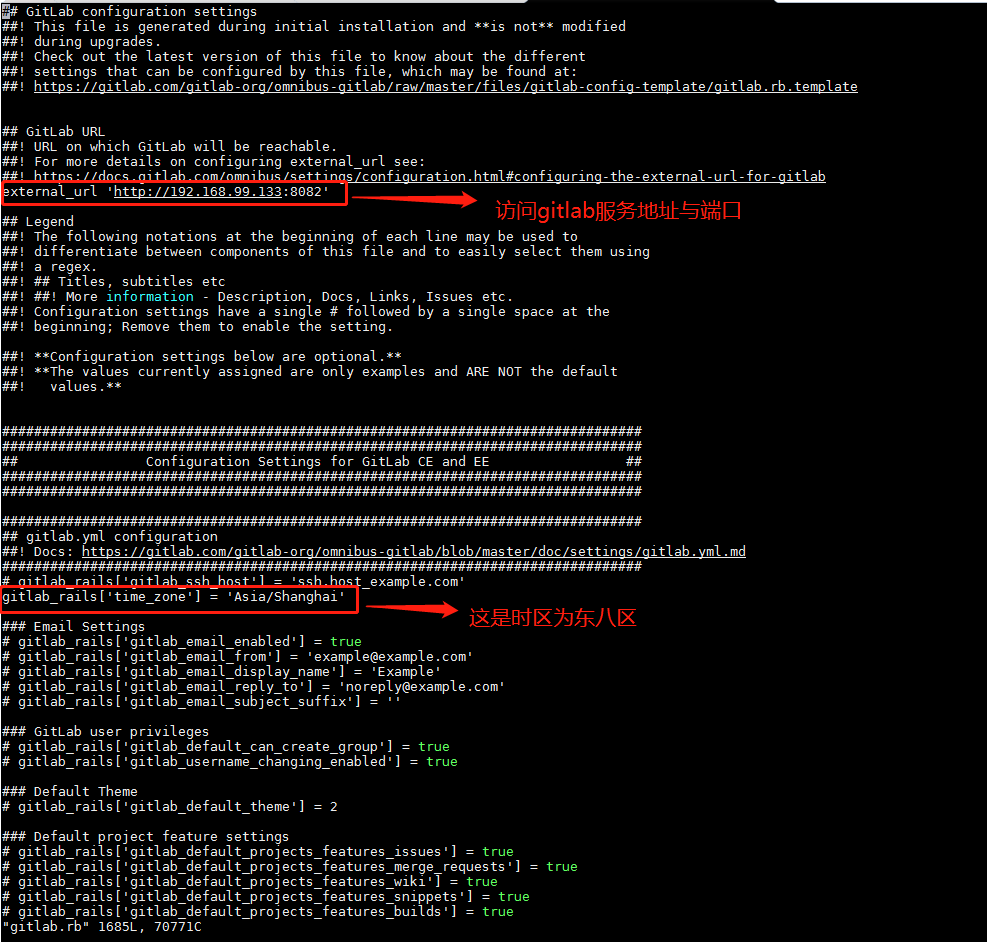 ## GitLab configuration settings
##! This file is generated during initial installation and **is not** modified
##! during upgrades.
##! Check out the latest version of this file to know about the different
##! settings that can be configured by this file, which may be found at:
##! https://gitlab.com/gitlab-org/omnibus-gitlab/raw/master/files/gitlab-config-template/gitlab.rb.template
## GitLab URL
##! URL on which GitLab will be reachable.
##! For more details on configuring external_url see:
##! https://docs.gitlab.com/omnibus/settings/configuration.html#configuring-the-external-url-for-gitlab
external_url 'http://192.168.99.133:8082'
访问gitlab服务地址与端口
## Legend
##! The following notations at the beginning of each line may be used to
##! differentiate between components of this file and to easily select them using
##! a regex.
##! ## Titles, subtitles etc
##! ##! More information - Description, Docs, Links, Issues etc.
##! Configuration settings have a single # followed by a single space at the
##! beginning; Remove them to enable the setting.
##! **Configuration settings below are optional.**
##! **The values currently assigned are only examples and ARE NOT the default
##!   values.**
################################################################################
################################################################################
##                Configuration Settings for GitLab CE and EE                 ##
################################################################################
################################################################################
################################################################################
## gitlab.yml configuration
##! Docs: https://gitlab.com/gitlab-org/omnibus-gitlab/blob/master/doc/settings/gitlab.yml.md
################################################################################
# gitlab_rails['gitlab_ssh_host'] = 'ssh.host_example.com'
gitlab_rails['time_zone'] = 'Asia/Shanghai'
这是时区为东八区
### Email Settings
# gitlab_rails['gitlab_email_enabled'] = true
# gitlab_rails['gitlab_email_from'] = 'example@example.com'
# gitlab_rails['gitlab_email_display_name'] = 'Example'
# gitlab_rails['gitlab_email_reply_to'] = 'noreply@example.com'
# gitlab_rails['gitlab_email_subject_suffix'] = ''
### GitLab user privileges
# gitlab_rails['gitlab_default_can_create_group'] = true
# gitlab_rails['gitlab_username_changing_enabled'] = true
### Default Theme
# gitlab_rails['gitlab_default_theme'] = 2
### Default project feature settings
# gitlab_rails['gitlab_default_projects_features_issues'] = true
# gitlab_rails['gitlab_default_projects_features_merge_requests'] = true
# gitlab_rails['gitlab_default_projects_features_wiki'] = true
# gitlab_rails['gitlab_default_projects_features_snippets'] = true
# gitlab_rails['gitlab_default_projects_features_builds'] = true
"gitlab.rb" 1685L, 70771C